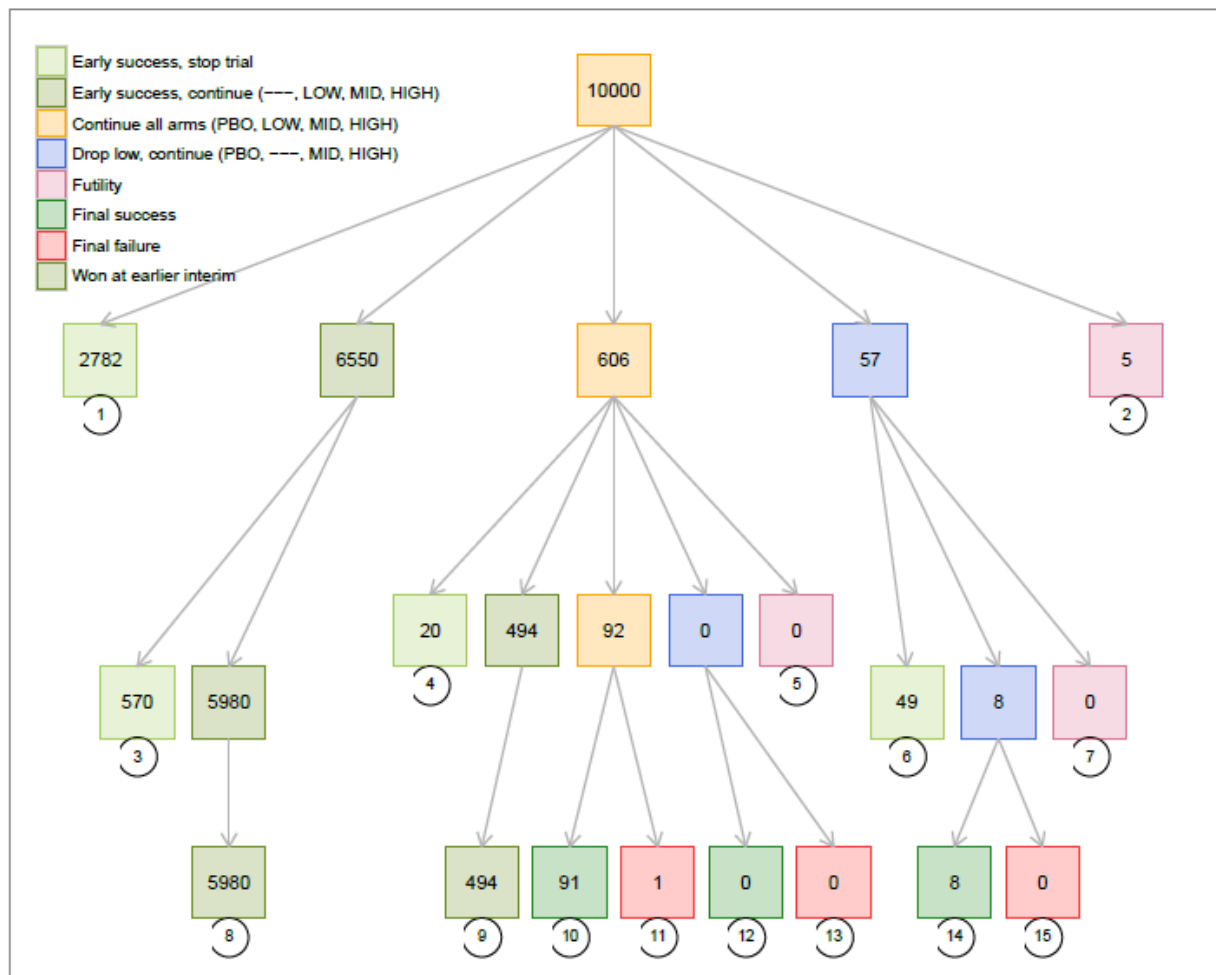 Early success, stop trial
Early success, continue (−−−, LOW, MID, HIGH)
Continue all arms (PBO, LOW, MID, HIGH)
Drop low, continue (PBO, −−−, MID, HIGH)
Futility
Final success
Final failure
Won at earlier interim
10000
2782 6550 606 57 5
1 2
20 494 92 0 0
4 5
570 5980 49 8 0
3 6 7
5980 494 91 1 0 0 8 0
8 9 10 11 12 13 14 15